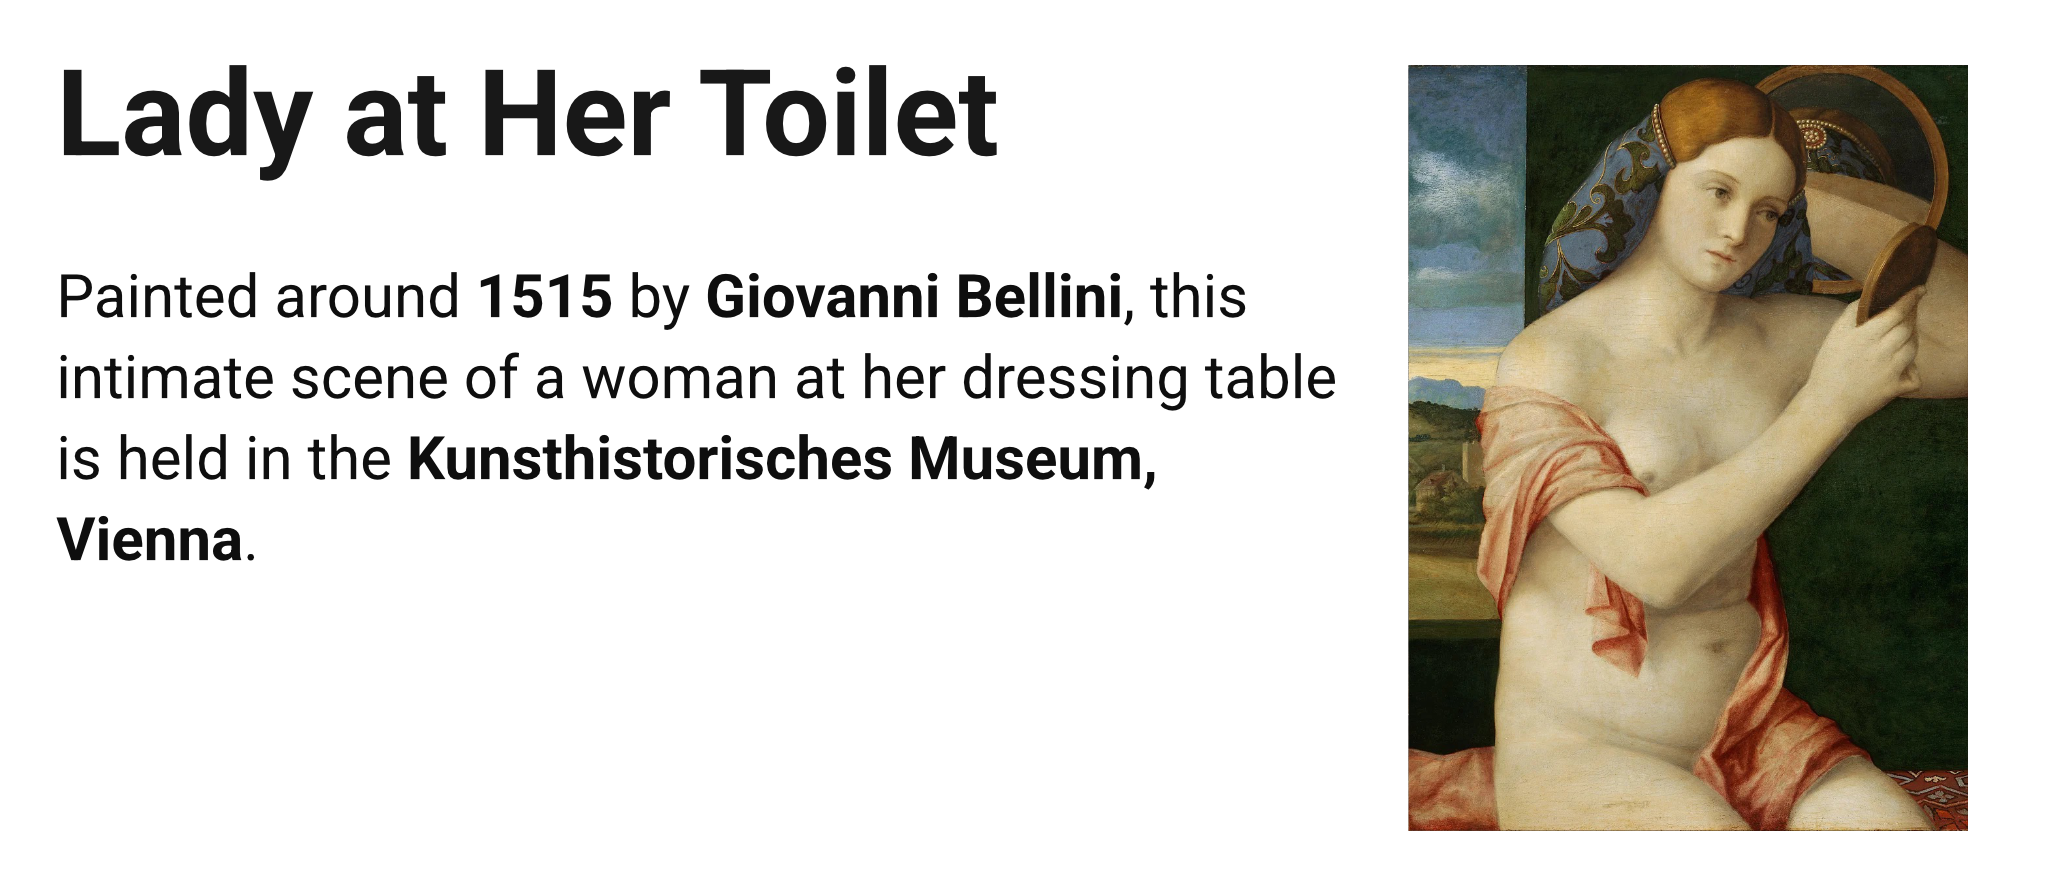 Lady at Her Toilet
Painted around 1515 by Giovanni Bellini, this
intimate scene of a woman at her dressing table
is held in the Kunsthistorisches Museum,
Vienna.